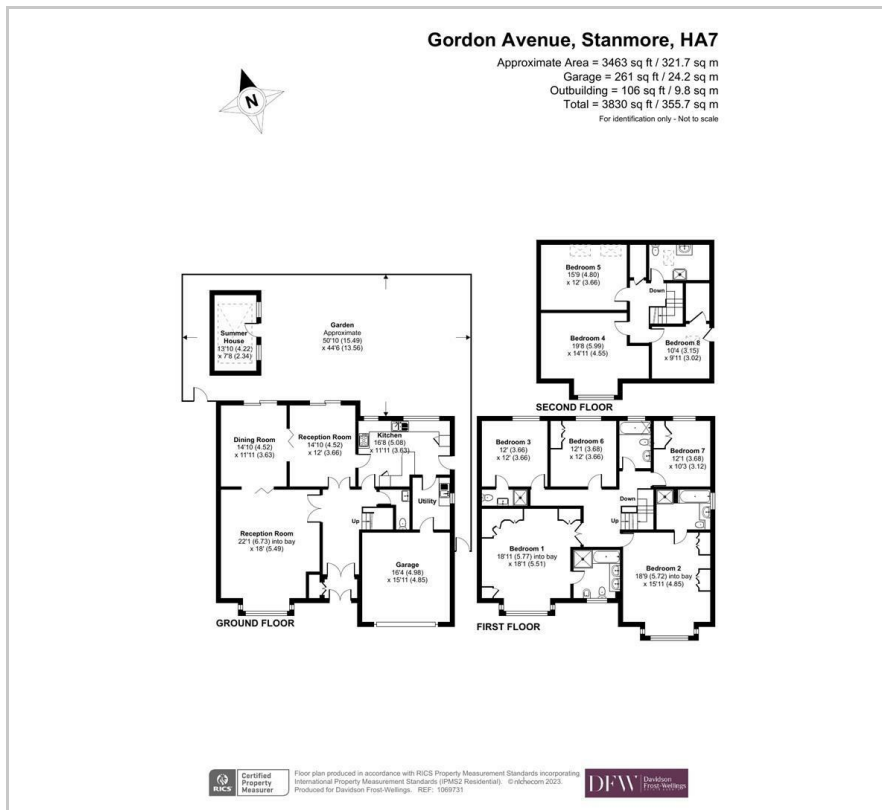 Gordon Avenue, Stanmore, HA7
Approximate Area = 3463 sq ft / 321.7 sq m
Garage = 261 sq ft / 24.2 sq m
Outbuilding = 106 sq ft / 9.8 sq m
Total = 3830 sq ft / 355.7 sq m
For identification only - Not to scale
N
Bedroom 5
15'9 (4.80)
x 12' (3.66)
Down
Bedroom 4
19'8 (5.99)
x 14'11 (4.55)
Bedroom 8
10'4 (3.15)
x 9'11 (3.02)
SECOND FLOOR
Summer
House
13'10 (4.22)
x 7'8 (2.34)
Garden
Approximate
50'10 (15.49)
x 44'6 (13.56)
Dining Room
14'10 (4.52)
x 11'11 (3.63)
Reception Room
14'10 (4.52)
x 12' (3.66)
Kitchen
16'8 (5.08)
x 11'11 (3.63)
Utility
Up
Reception Room
22'1 (6.73) into bay
x 18' (5.49)
Garage
16'4 (4.98)
x 15'11 (4.85)
GROUND FLOOR
Bedroom 3
12' (3.66)
x 12' (3.66)
Bedroom 6
12'1 (3.68)
x 12' (3.66)
Bedroom 7
12'1 (3.68)
x 10'3 (3.12)
Down
Up
Bedroom 1
18'11 (5.77) into bay
x 18'1 (5.51)
Bedroom 2
18'9 (5.72) into bay
x 15'11 (4.85)
FIRST FLOOR
RICS
Certified
Property
Measurer
Floor plan produced in accordance with RICS Property Measurement Standards incorporating
International Property Measurement Standards (IPMS2 Residential). © nichecom 2023.
Produced for Davidson Frost-Wellings. REF: 1069731
DFW
Davidson
Frost-Wellings